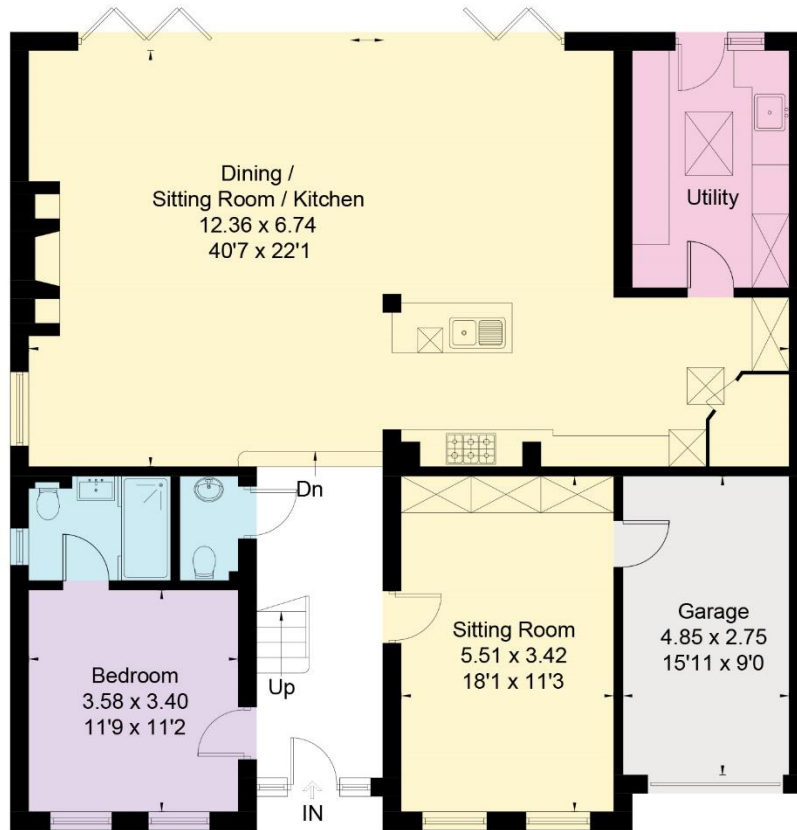 Dining /
Sitting Room / Kitchen
12.36 x 6.74
40'7 x 22'1
Utility
Dn
Sitting Room
5.51 x 3.42
18'1 x 11'3
Garage
4.85 x 2.75
15'11 x 9'0
Bedroom
3.58 x 3.40
11'9 x 11'2
Up
IN